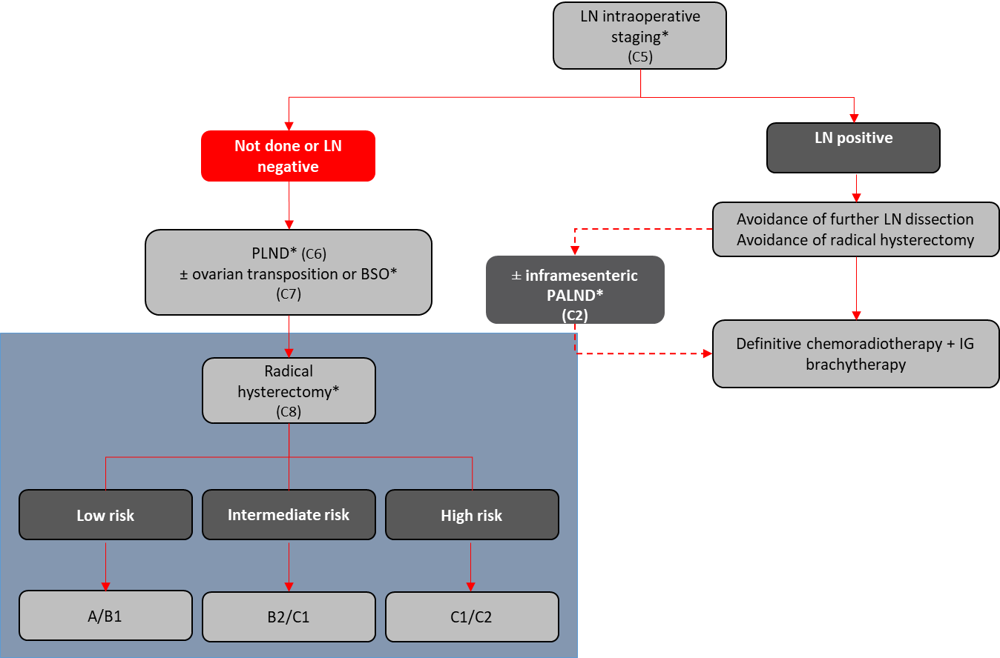 LN intraoperative
staging*
(C5)
Not done or LN
negative
LN positive
PLND* (C6)
± ovarian transposition or BSO*
(C7)
Avoidance of further LN dissection
Avoidance of radical hysterectomy
± inframesenteric
PALND*
(C2)
Definitive chemoradiotherapy + IG
brachytherapy
Radical
hysterectomy*
(C8)
Low risk
Intermediate risk
High risk
A/B1
B2/C1
C1/C2